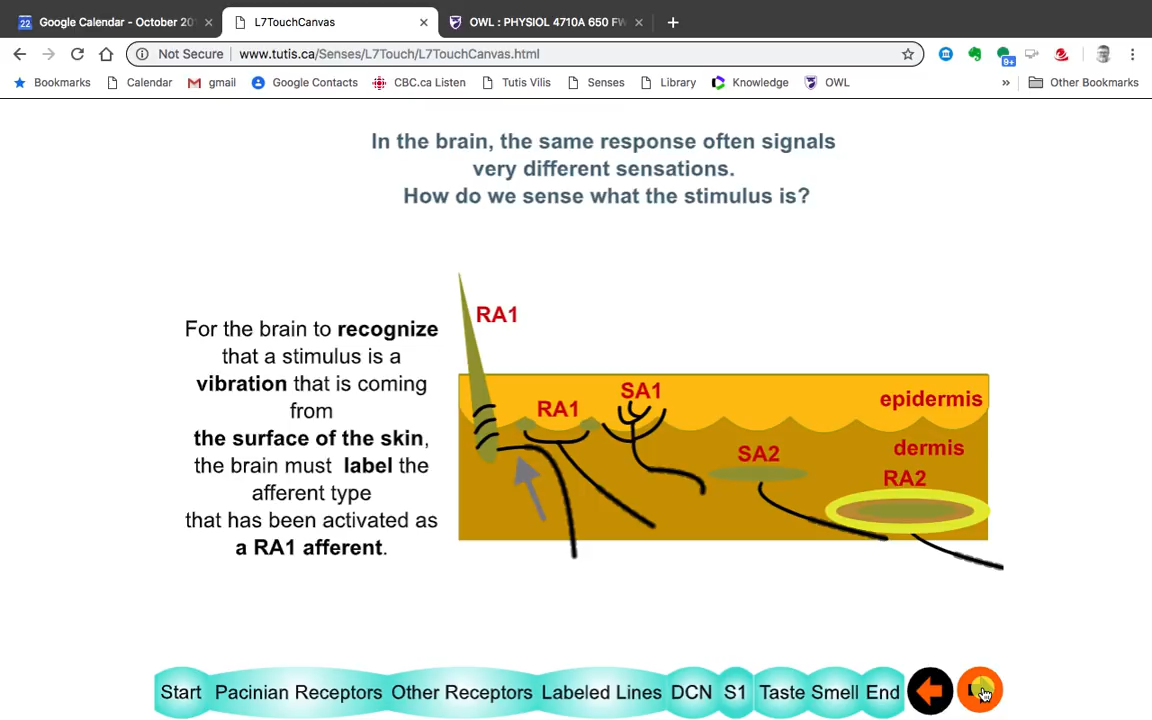 Google Calendar - October 20
L7TouchCanvas
OWL : PHYSIOL 4710A 650 FW
Not Secure
www.tutis.ca/Senses/L7Touch/L7TouchCanvas.html
9+
Bookmarks
Calendar
gmail
Google Contacts
CBC.ca Listen
Tutis Vilis
Senses
Library
Knowledge
OWL
»
Other Bookmarks
In the brain, the same response often signals
very different sensations.
How do we sense what the stimulus is?
For the brain to recognize
that a stimulus is a
vibration that is coming
from
the surface of the skin,
the brain must label the
afferent type
that has been activated as
a RA1 afferent.
RA1
RA1
SA1
epidermis
dermis
SA2
RA2
Start
Pacinian Receptors
Other Receptors
Labeled Lines
DCN
S1
Taste
Smell
End